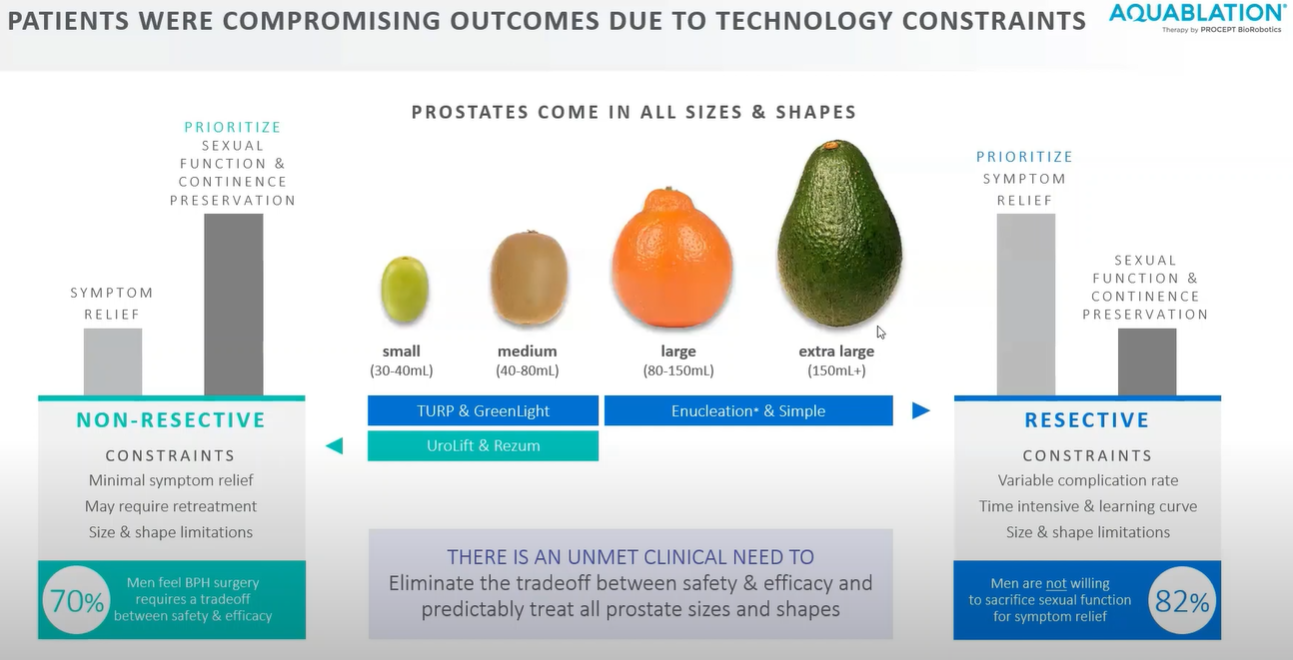 PATIENTS WERE COMPROMISING OUTCOMES DUE TO TECHNOLOGY CONSTRAINTS
AQUABLATION®
Therapy by PROCEPT BioRobotics
PROSTATES COME IN ALL SIZES & SHAPES
PRIORITIZE
SEXUAL
FUNCTION &
CONTINENCE
PRESERVATION
SYMPTOM
RELIEF
NON-RESECTIVE
CONSTRAINTS
Minimal symptom relief
May require retreatment
Size & shape limitations
70%
Men feel BPH surgery
requires a tradeoff
between safety & efficacy
small
(30-40mL)
medium
(40-80mL)
large
(80-150mL)
extra large
(150mL+)
TURP & GreenLight
Enucleation* & Simple
UroLift & Rezum
THERE IS AN UNMET CLINICAL NEED TO
Eliminate the tradeoff between safety & efficacy and
predictably treat all prostate sizes and shapes
PRIORITIZE
SYMPTOM
RELIEF
SEXUAL
FUNCTION &
CONTINENCE
PRESERVATION
RESECTIVE
CONSTRAINTS
Variable complication rate
Time intensive & learning curve
Size & shape limitations
Men are not willing
to sacrifice sexual function
for symptom relief
82%